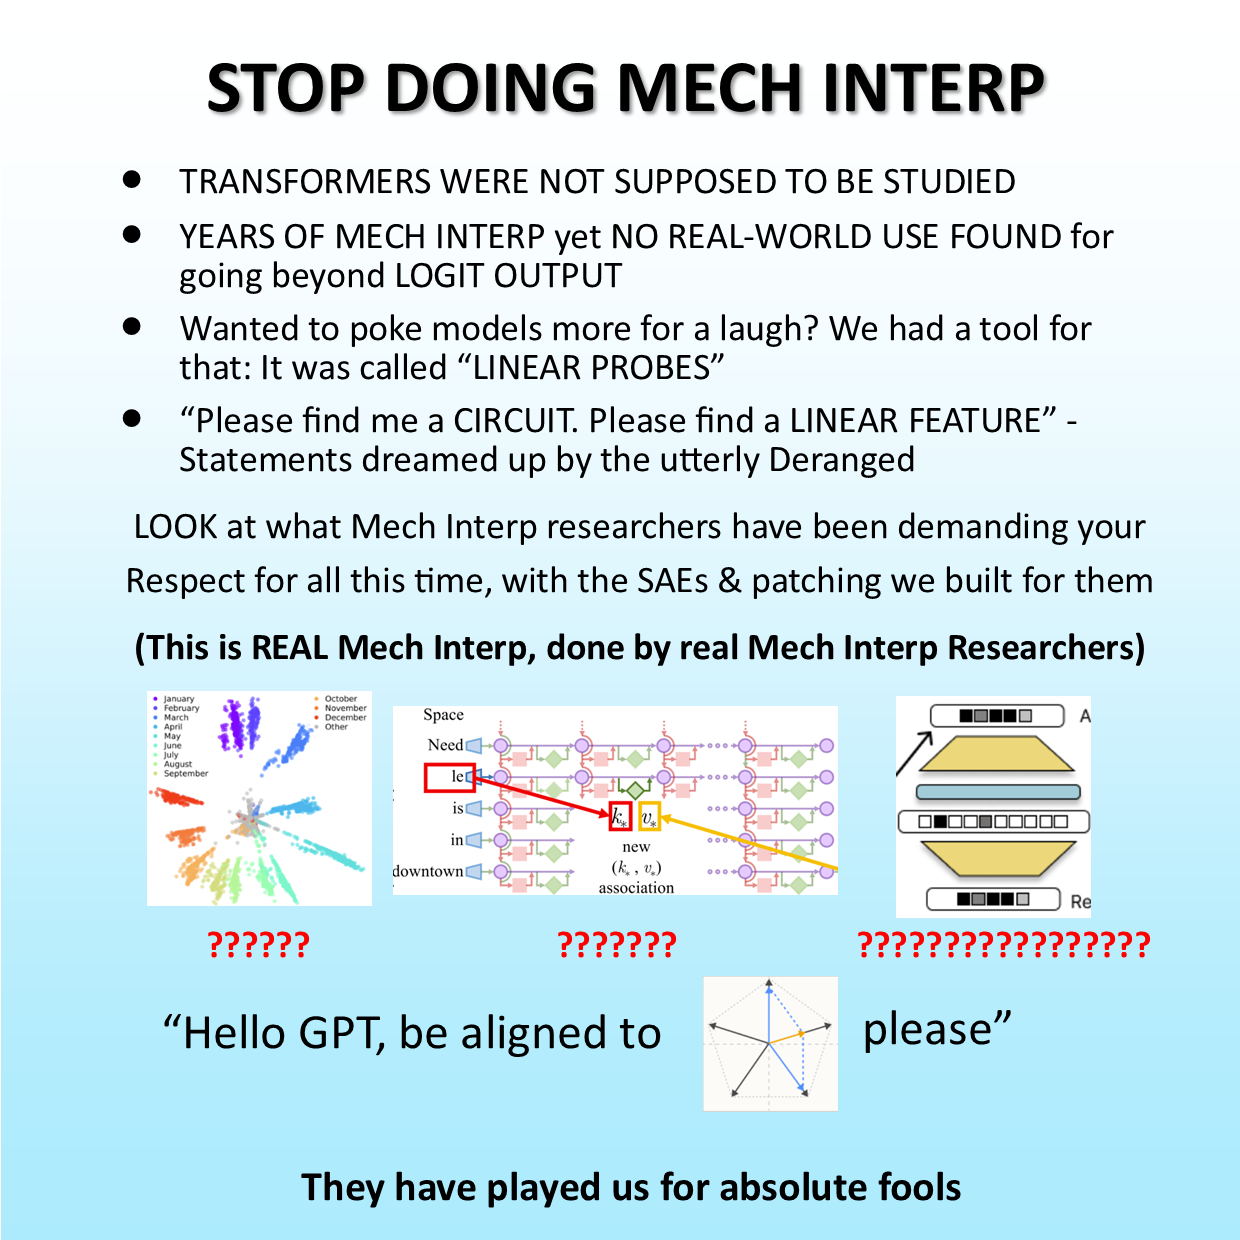 STOP DOING MECH INTERP
● TRANSFORMERS WERE NOT SUPPOSED TO BE STUDIED
● YEARS OF MECH INTERP yet NO REAL-WORLD USE FOUND for
going beyond LOGIT OUTPUT
● Wanted to poke models more for a laugh? We had a tool for
that: It was called “LINEAR PROBES”
● “Please find me a CIRCUIT. Please find a LINEAR FEATURE” -
Statements dreamed up by the utterly Deranged
LOOK at what Mech Interp researchers have been demanding your
Respect for all this time, with the SAEs & patching we built for them
(This is REAL Mech Interp, done by real Mech Interp Researchers)
January
February
March
April
May
June
July
August
September
October
November
December
Other
Space
Need
le
is
in
downtown
k* v*
new
(k*, v*)
association
A
Re
?????? ??????? ?????????????????
“Hello GPT, be aligned to please”
They have played us for absolute fools